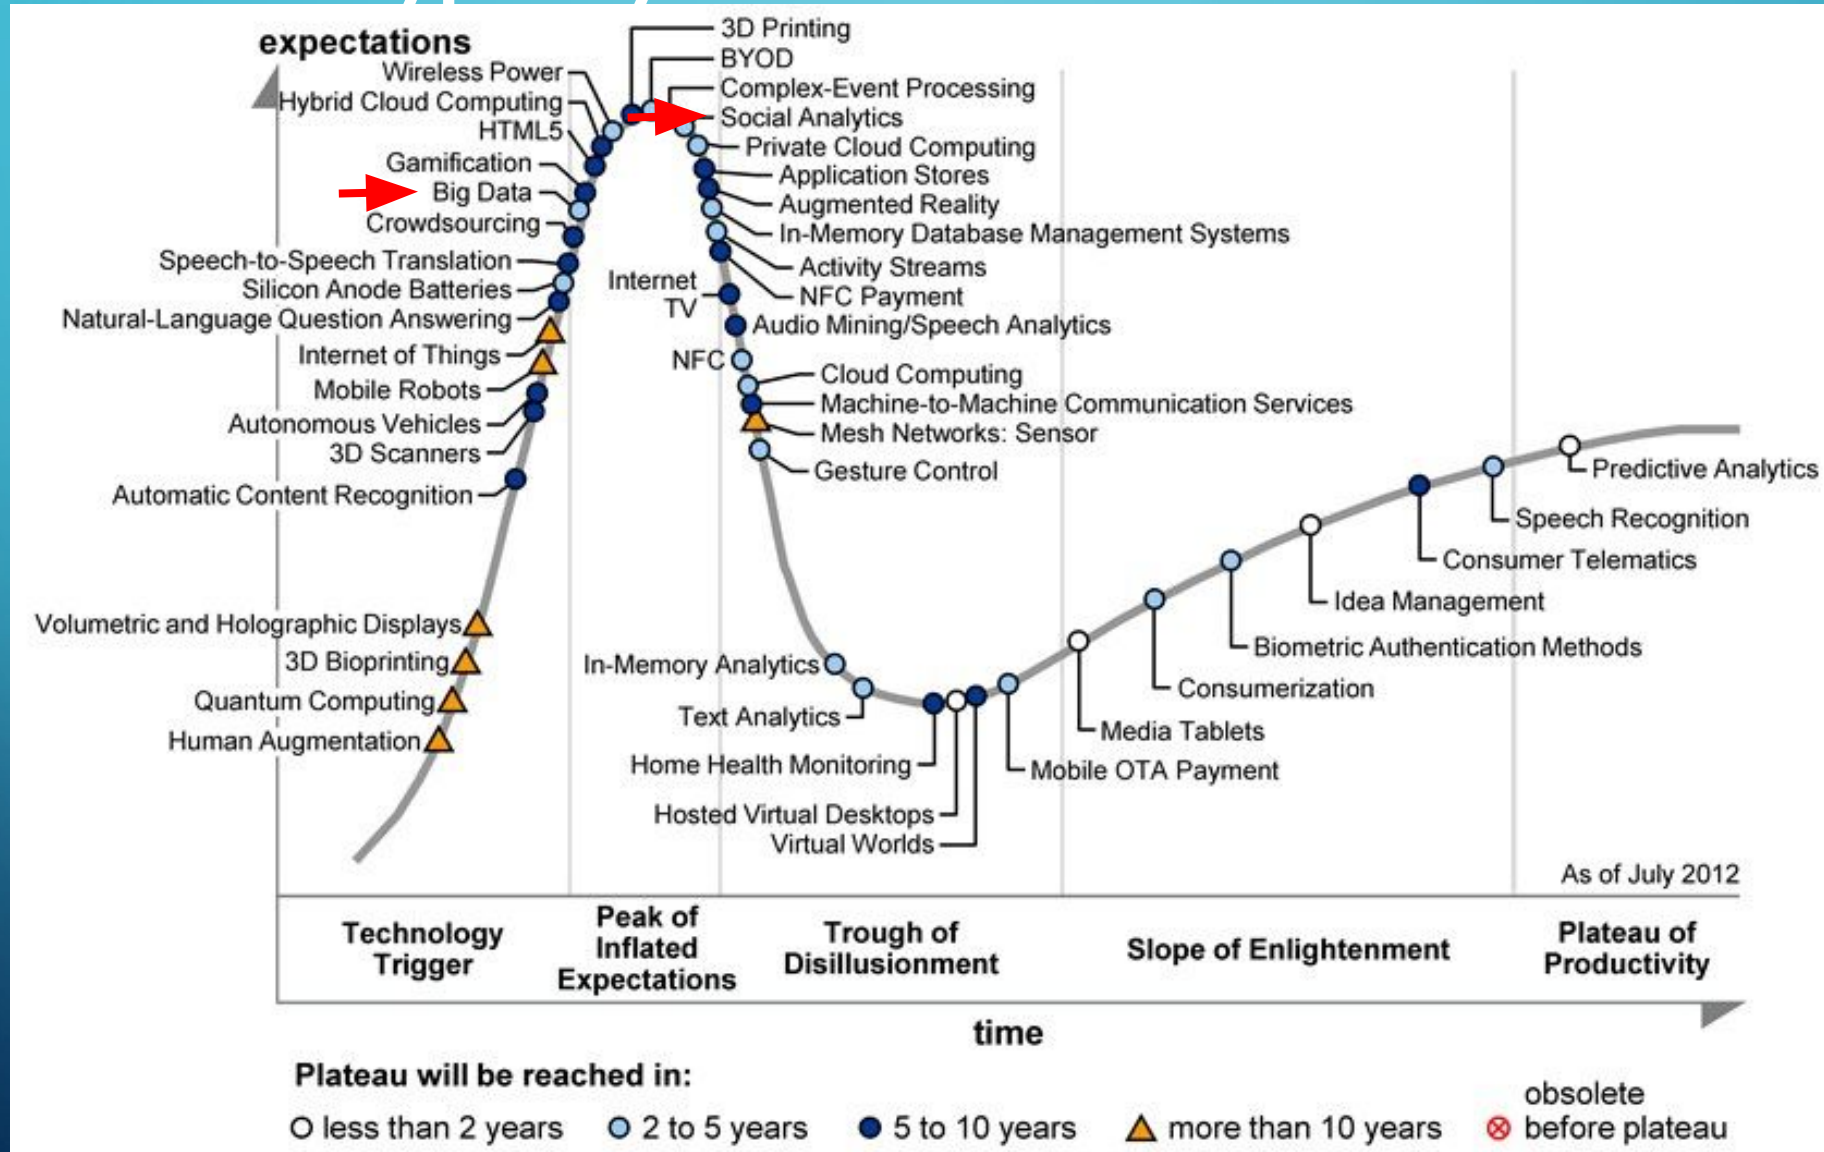 expectations
3D Printing
BYOD
Complex-Event Processing
Social Analytics
Private Cloud Computing
Application Stores
Augmented Reality
In-Memory Database Management Systems
Activity Streams
NFC Payment
Audio Mining/Speech Analytics
Cloud Computing
Machine-to-Machine Communication Services
Mesh Networks: Sensor
Gesture Control
Wireless Power
Hybrid Cloud Computing
HTML5
Gamification
Big Data
Crowdsourcing
Speech-to-Speech Translation
Silicon Anode Batteries
Natural-Language Question Answering
Internet of Things
Mobile Robots
Autonomous Vehicles
3D Scanners
Automatic Content Recognition
Volumetric and Holographic Displays
3D Bioprinting
Quantum Computing
Human Augmentation
Internet
TV
NFC
In-Memory Analytics
Text Analytics
Home Health Monitoring
Hosted Virtual Desktops
Virtual Worlds
Mobile OTA Payment
Media Tablets
Consumerization
Biometric Authentication Methods
Idea Management
Consumer Telematics
Speech Recognition
Predictive Analytics
As of July 2012
Technology
Trigger
Peak of
Inflated
Expectations
Trough of
Disillusionment
Slope of Enlightenment
Plateau of
Productivity
time
Plateau will be reached in:
less than 2 years
2 to 5 years
5 to 10 years
more than 10 years
obsolete
before plateau